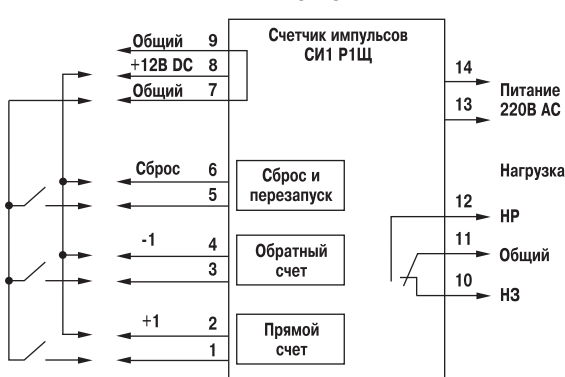 Счетчик импульсов
СИ1 Р1Щ
Общий 9
+12В DC 8
Общий 7
14
Питание
220В АС
13
Сброс 6
5
Сброс и
перезапуск
Нагрузка
12
НР
-1 4
3
Обратный
счет
11
Общий
10
НЗ
+1 2
1
Прямой
счет